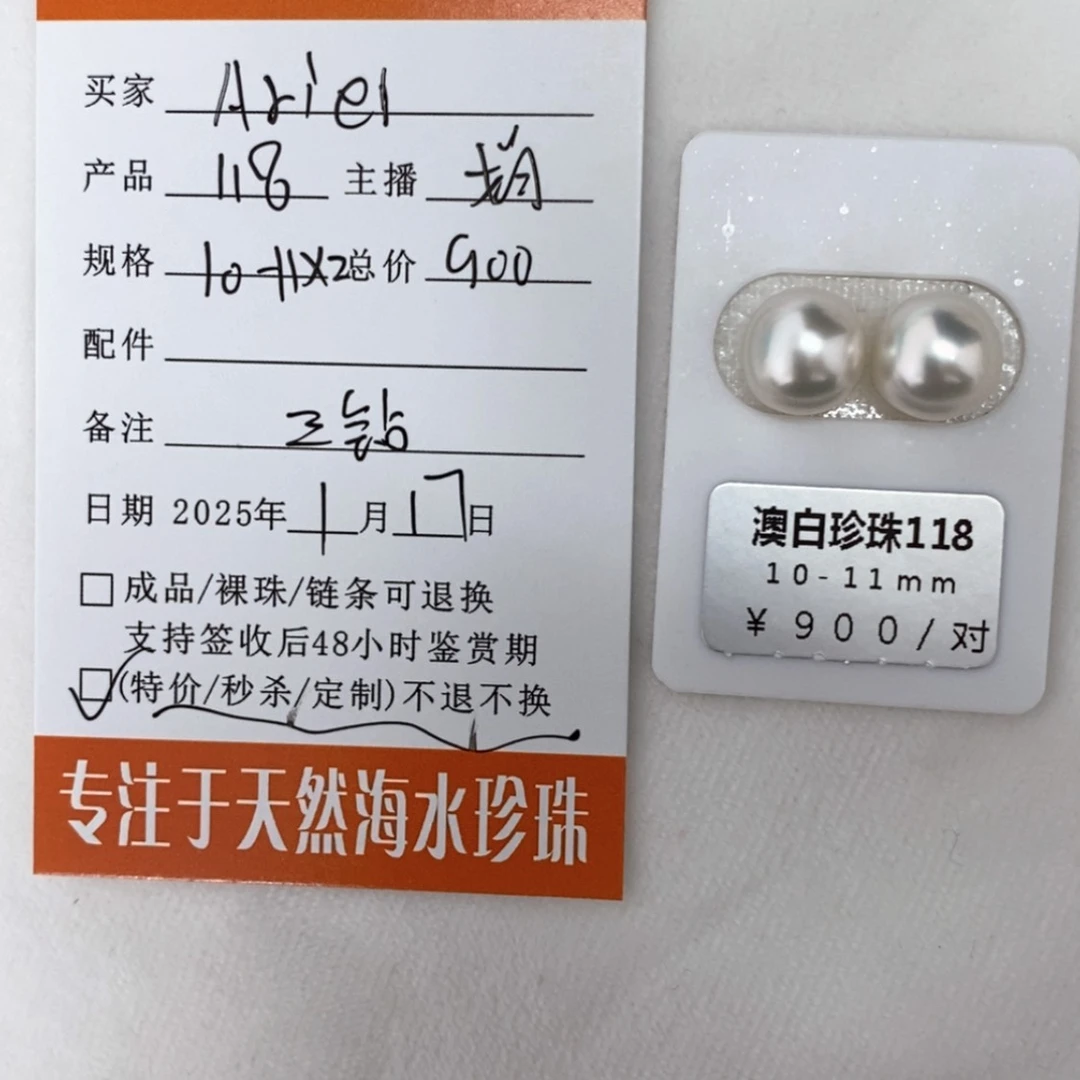 买家 Ariel
产品 118 主播
规格 10-11X2 总价 900
配件
备注 三钻
日期 2025年1月17日
□ 成品/裸珠/链条可退换
支持签收后48小时鉴赏期
□(特价/秒杀/定制)不退不换
专注于天然海水珍珠
澳白珍珠118
10-11mm
¥900/对